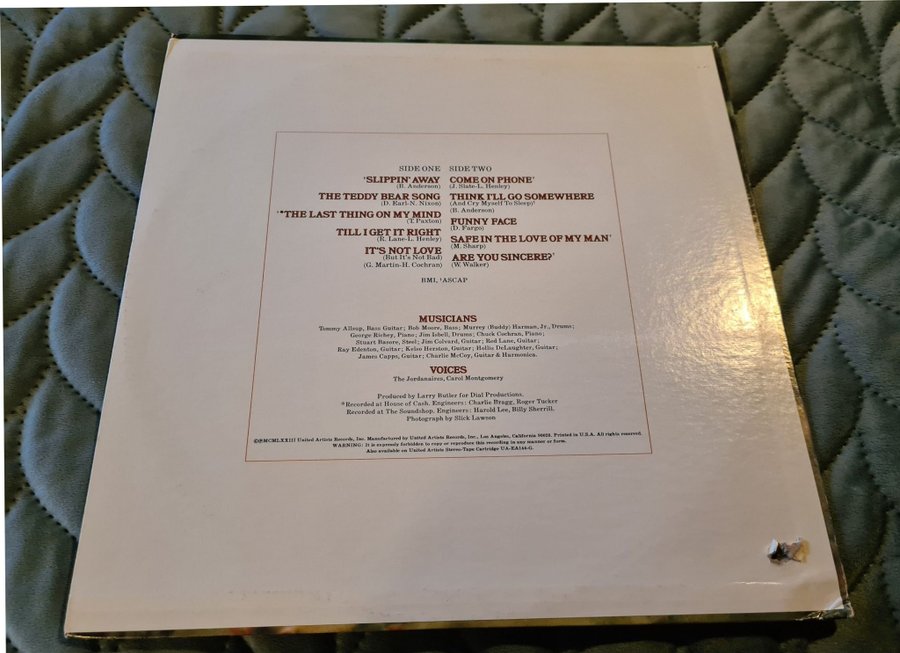 SIDE ONE
'SLIPPIN' AWAY
(B. Anderson)
THE TEDDY BEAR SONG
(D. Earl-N. Nixon)
'*THE LAST THING ON MY MIND
(T. Paxton)
TILL I GET IT RIGHT
(R. Lane-L. Henley)
IT'S NOT LOVE
(But It's Not Bad)
(G. Martin-H. Cochran)
SIDE TWO
COME ON PHONE'
(J. Slate-L. Henley)
THINK I'LL GO SOMEWHERE
(And Cry Myself To Sleep)'
(B. Anderson)
FUNNY FACE
(D. Fargo)
SAFE IN THE LOVE OF MY MAN'
(M. Sharp)
ARE YOU SINCERE?'
(W. Walker)
BMI, 'ASCAP
MUSICIANS
Tommy Allsup, Bass Guitar; Bob Moore, Bass; Murrey (Buddy) Harman, Jr., Drums;
George Richey, Piano; Jim Isbell, Drums; Chuck Cochran, Piano;
Stuart Basore, Steel; Jim Colvard, Guitar; Red Lane, Guitar;
Ray Edenton, Guitar; Kelso Herston, Guitar; Hollis DeLaughter, Guitar;
James Capps, Guitar; Charlie McCoy, Guitar & Harmonica.
VOICES
The Jordanaires, Carol Montgomery
Produced by Larry Butler for Dial Productions.
*Recorded at House of Cash. Engineers: Charlie Bragg, Roger Tucker
Recorded at The Soundshop. Engineers: Harold Lee, Billy Sherrill.
Photograph by Slick Lawson
©℗MCMLXXIII United Artists Records, Inc. Manufactured by United Artists Records, Inc., Los Angeles, California 90028. Printed in U.S.A. All rights reserved.
WARNING: It is expressly forbidden to copy or reproduce this recording in any manner or form.
Also available on United Artists Stereo-Tape Cartridge UA-EA144-G.